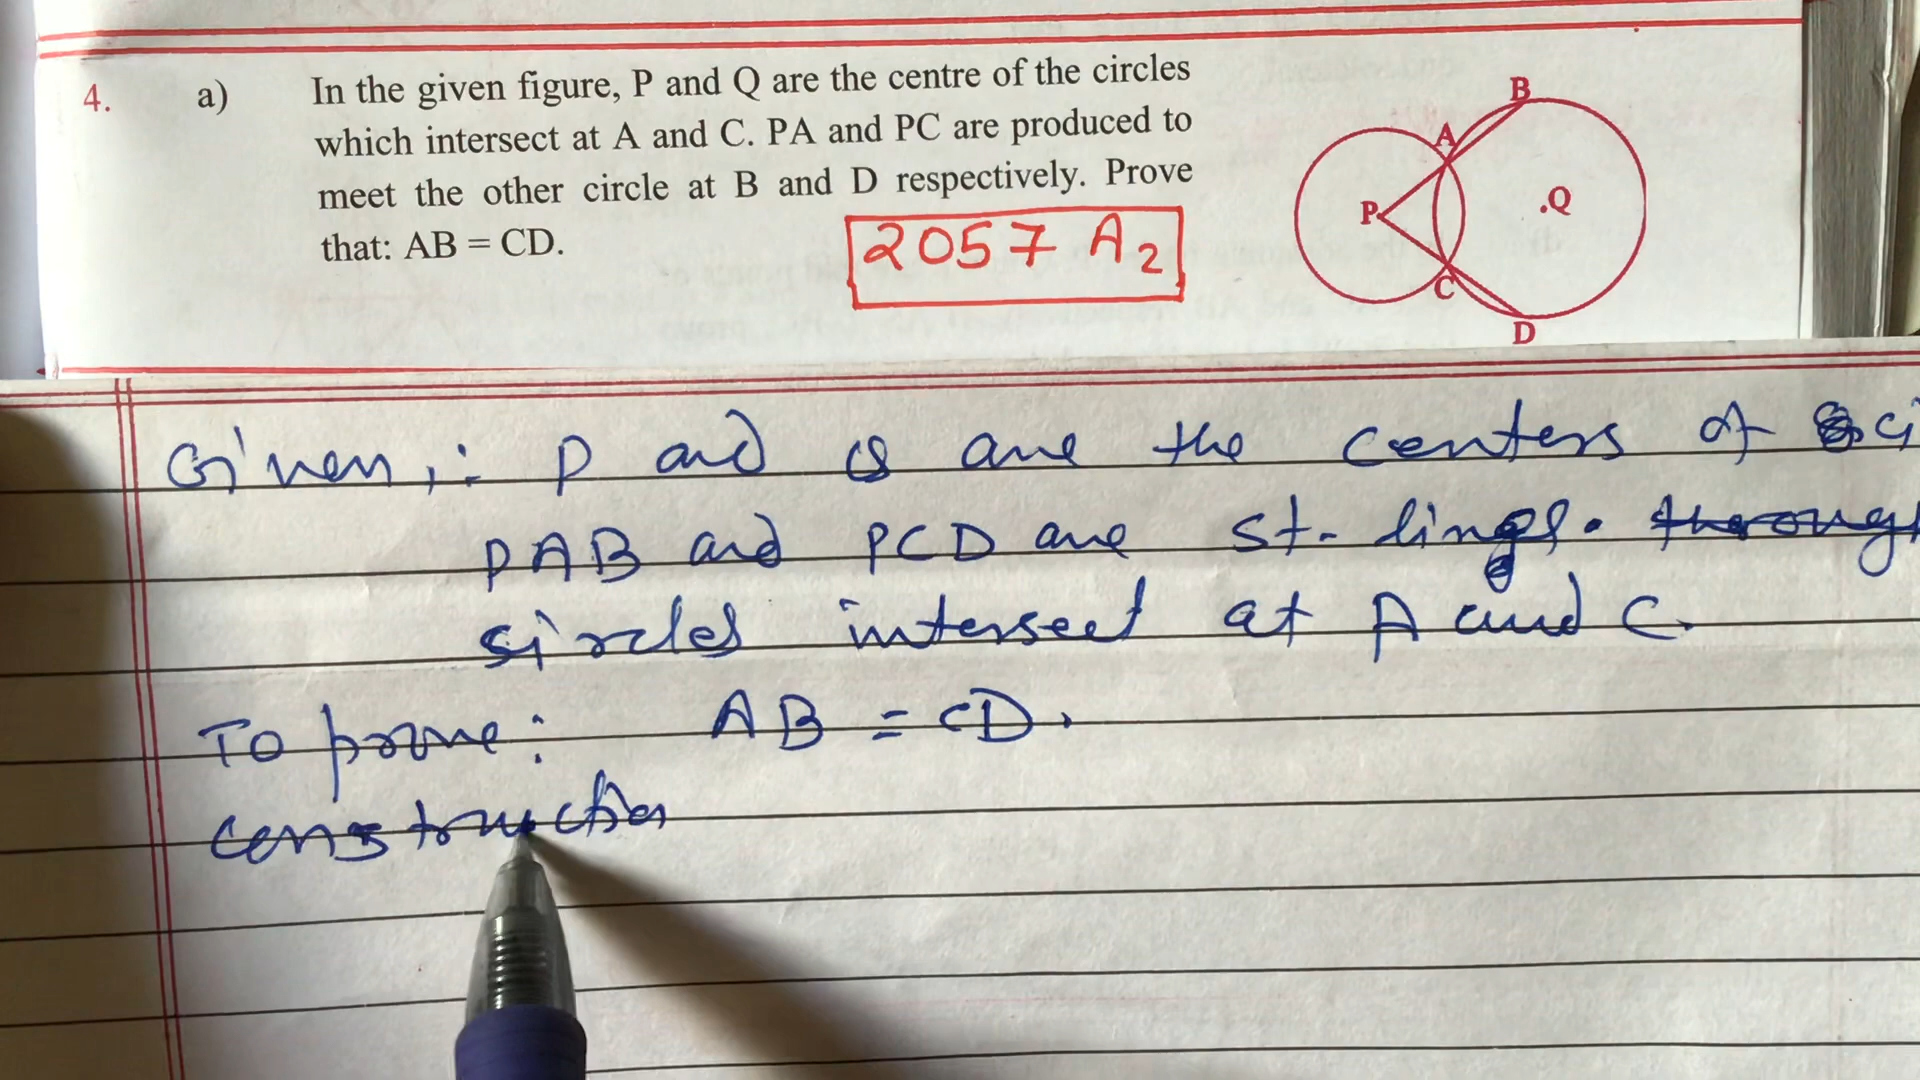 4. a) In the given figure, P and Q are the centre of the circles
which intersect at A and C. PA and PC are produced to
meet the other circle at B and D respectively. Prove
that: AB = CD.
2057 A2
B
A
P
.Q
C
D
Given,: P and Q are the centers of ci
PAB and PCD are st. lines. through
sircles intersect at A and C.
To prove: AB = CD.
construction